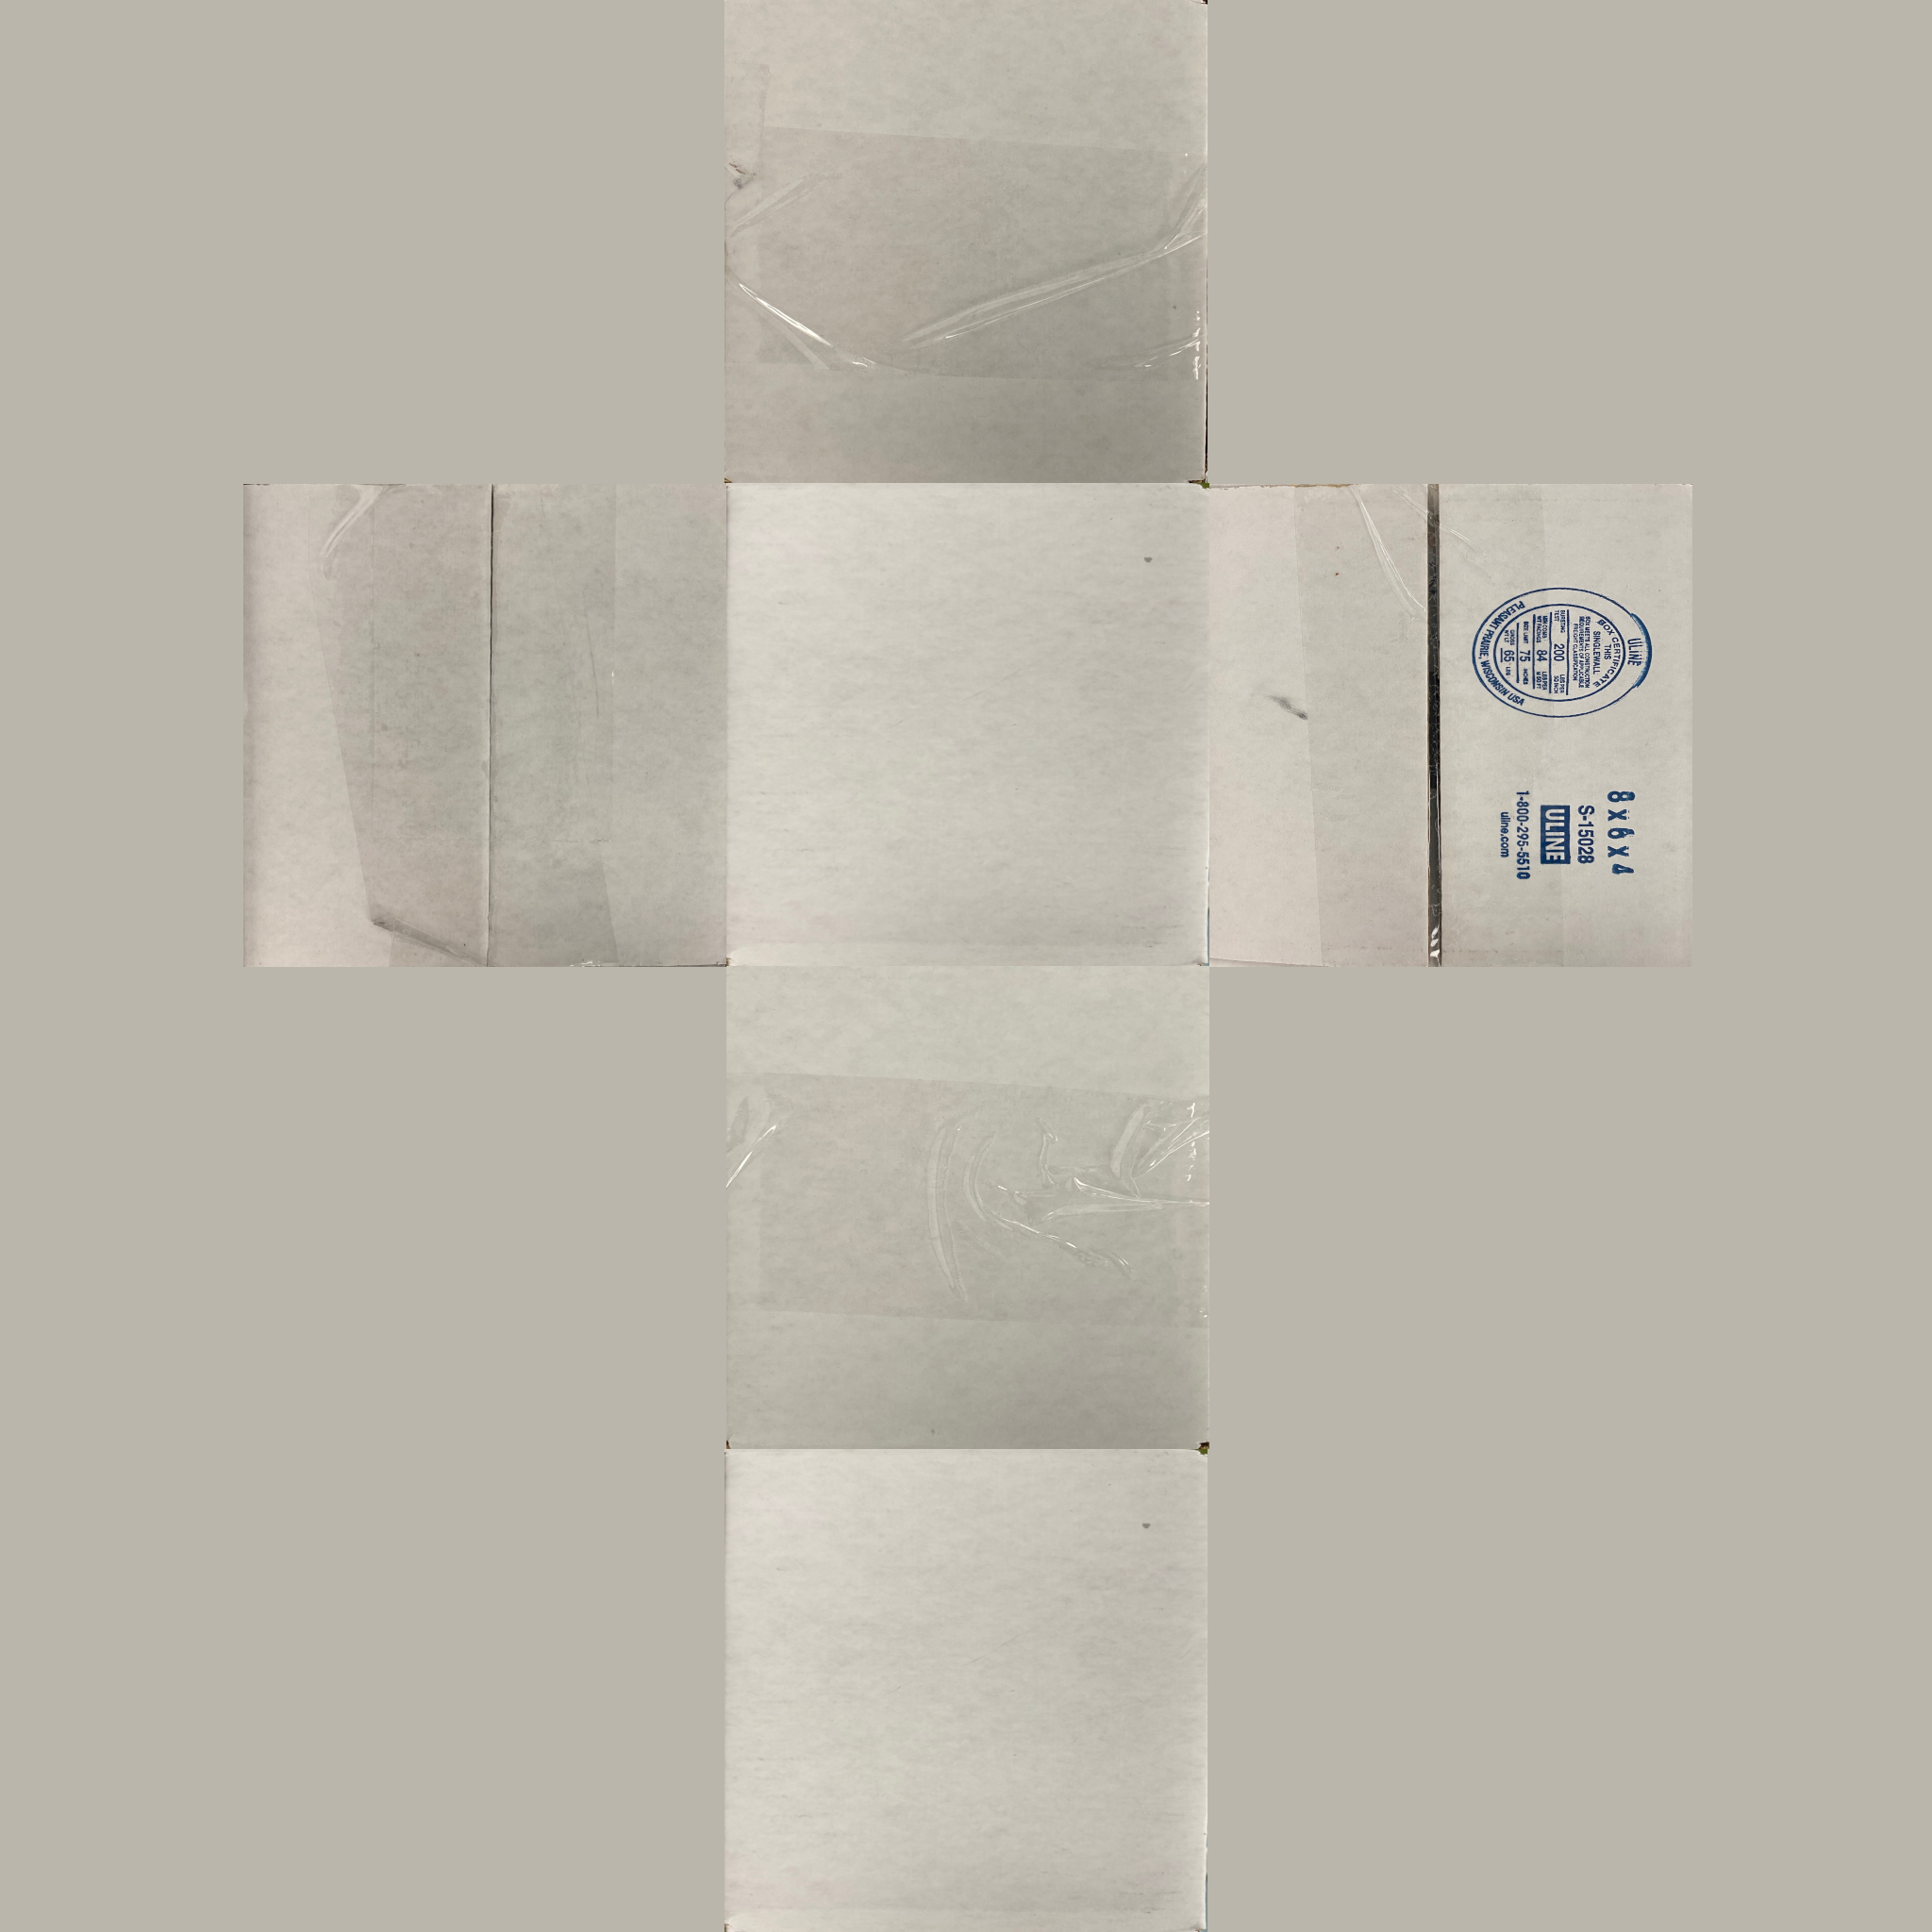 ULINE
BOX CERTIFICATE
THIS
SINGLEWALL
BOX MEETS ALL CONSTRUCTION
REQUIREMENTS OF APPLICABLE
FREIGHT CLASSIFICATION
BURSTING TEST 200 LBS PER SQ INCH
MIN COMB WT FACINGS 84 LBS PER M SQ FT
SIZE LIMIT 75 INCHES
GROSS WT LT 65 LBS
PLEASANT PRAIRIE, WISCONSIN USA
8 x 6 x 4
S-15028
ULINE
1-800-295-5510
uline.com